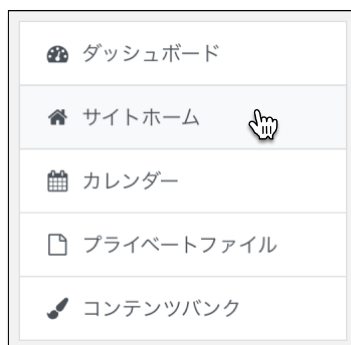 ダッシュボード
サイトホーム
カレンダー
プライベートファイル
コンテンツバンク